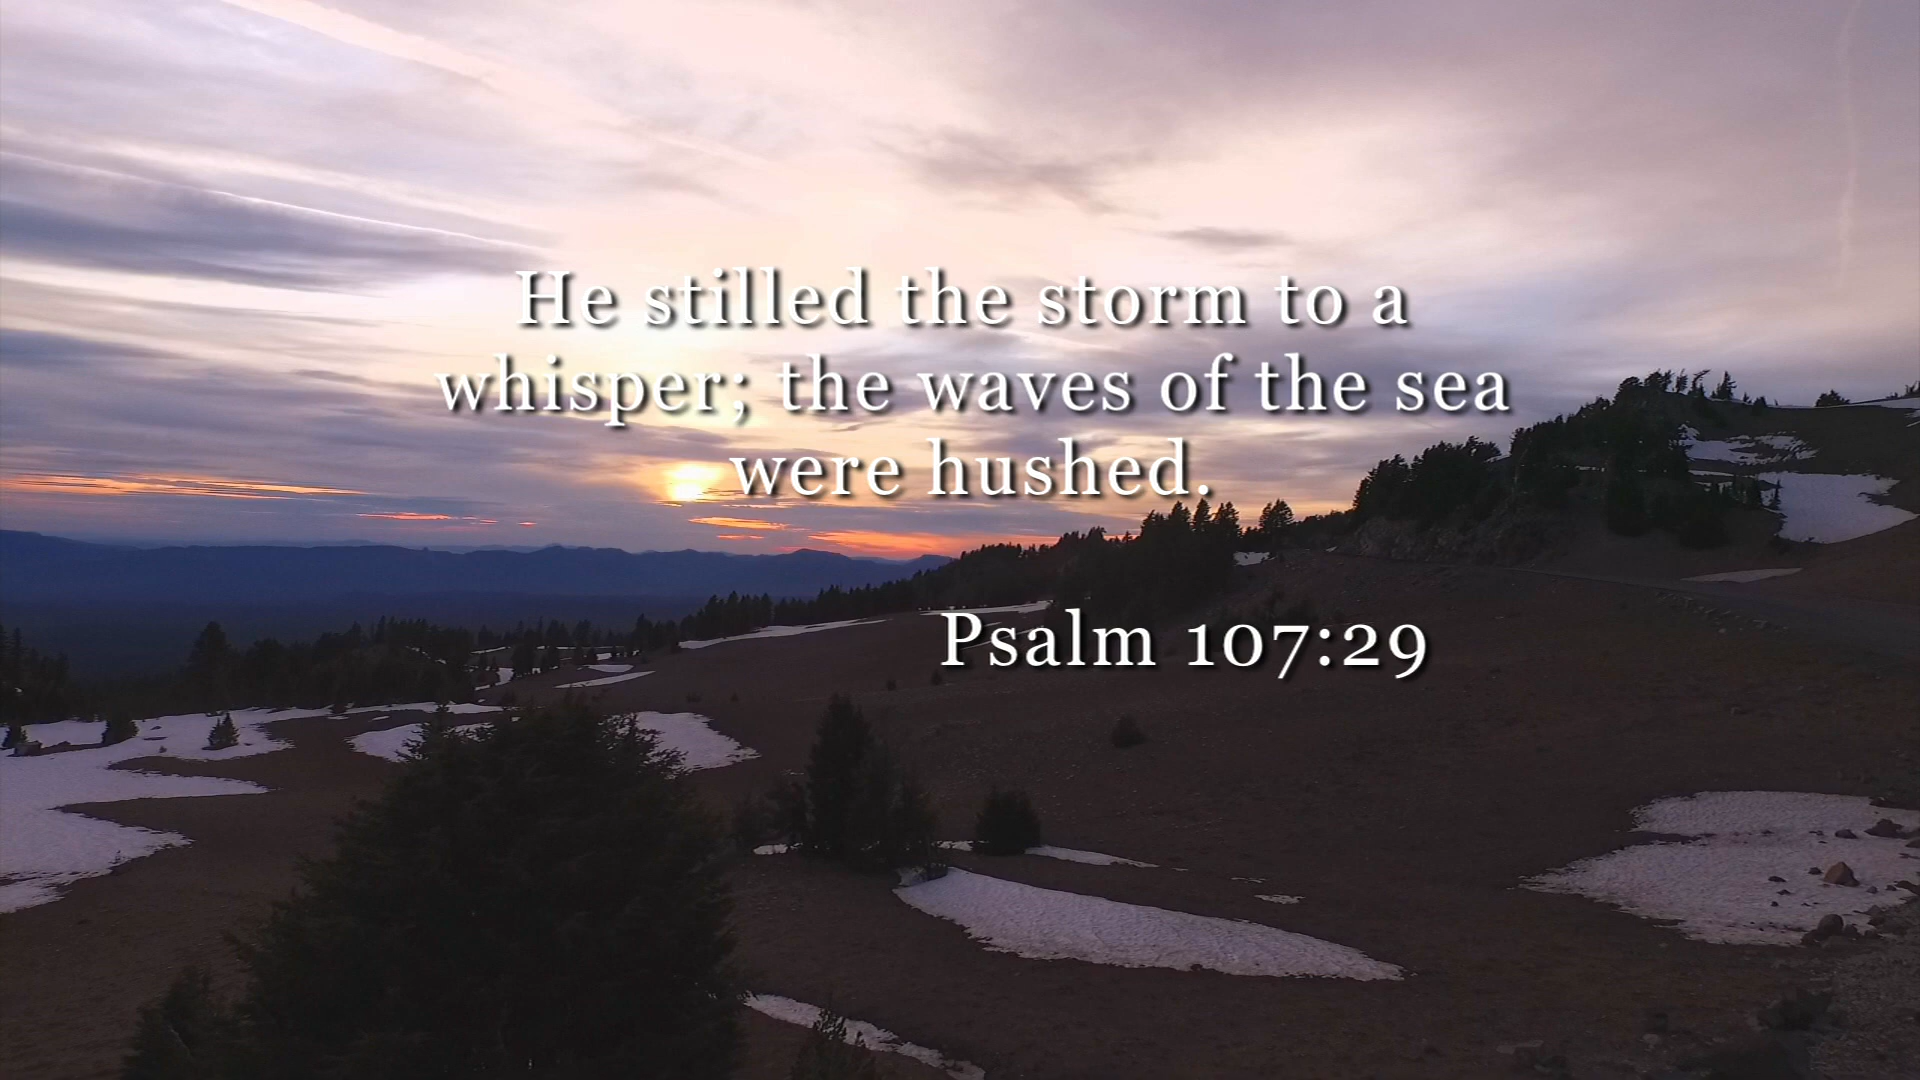 He stilled the storm to a
whisper; the waves of the sea
were hushed.
Psalm 107:29